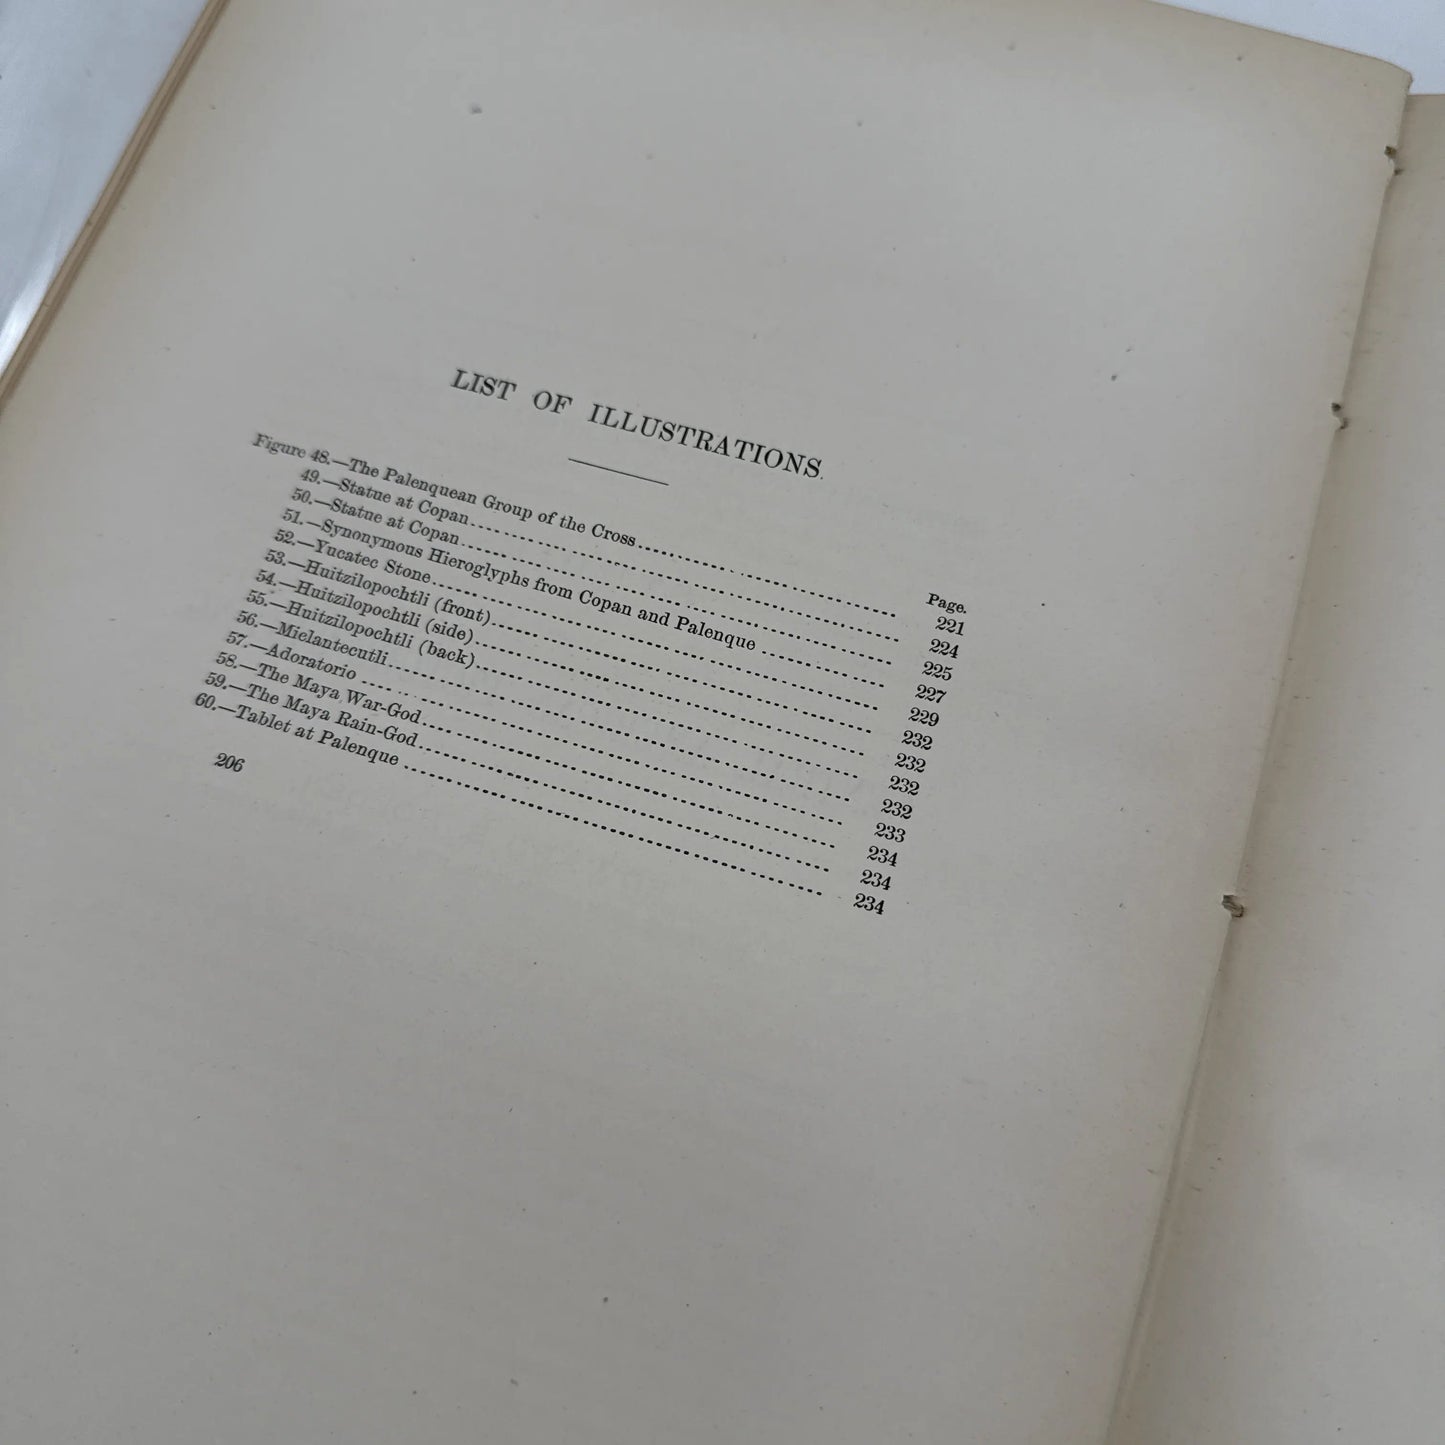 LIST OF ILLUSTRATIONS.
Page.
Figure 48.—The Palenquean Group of the Cross 221
49.—Statue at Copan 224
50.—Statue at Copan 225
51.—Synonymous Hieroglyphs from Copan and Palenque 227
52.—Yucatec Stone 229
53.—Huitzilopochtli (front) 232
54.—Huitzilopochtli (side) 232
55.—Huitzilopochtli (back) 232
56.—Mielantecutli 232
57.—Adoratorio 233
58.—The Maya War-God 234
59.—The Maya Rain-God 234
60.—Tablet at Palenque 234
206